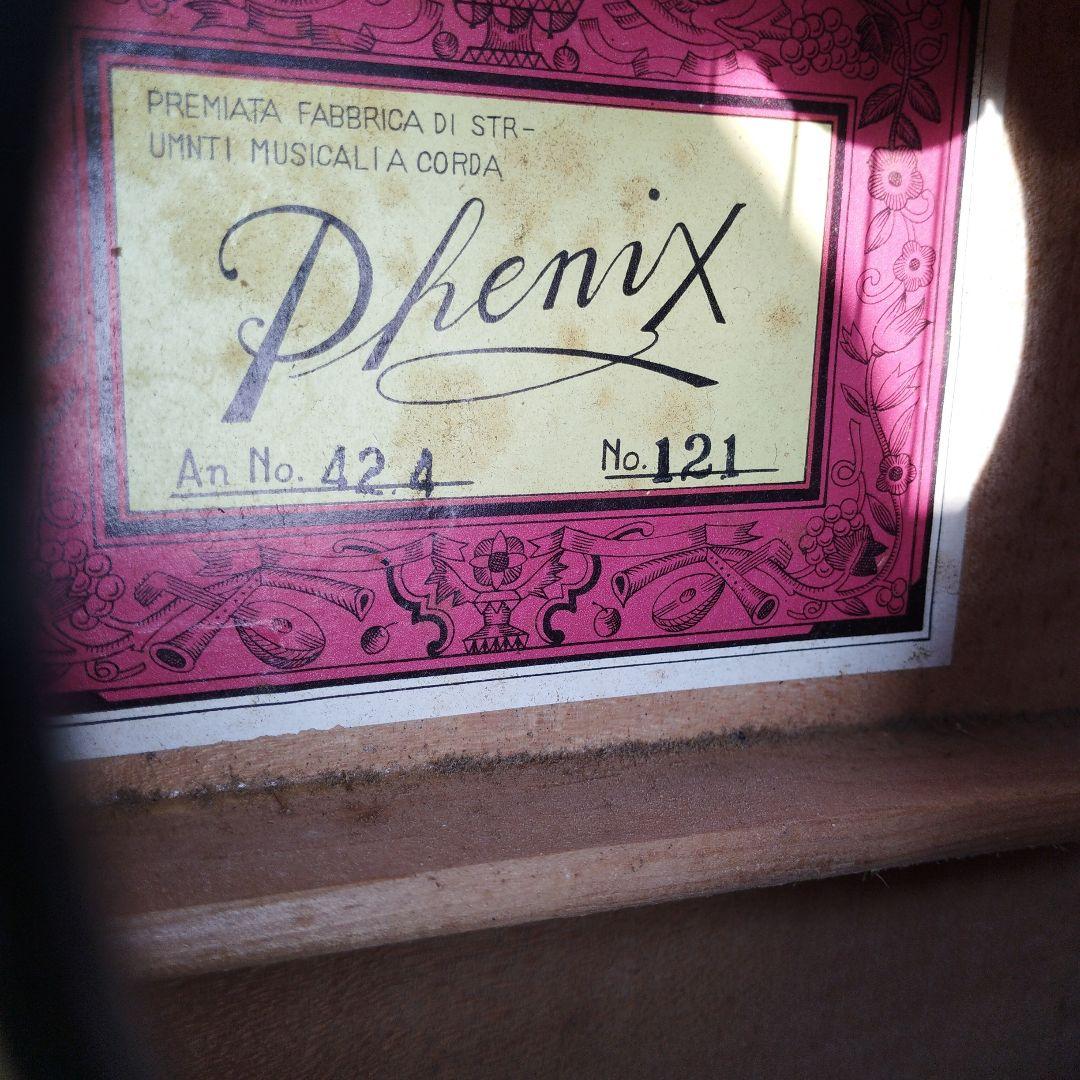 PREMIATA FABBRICA DI STR-
UMNTI MUSICALI A CORDA
Phenix
An No. 42.4 No. 121